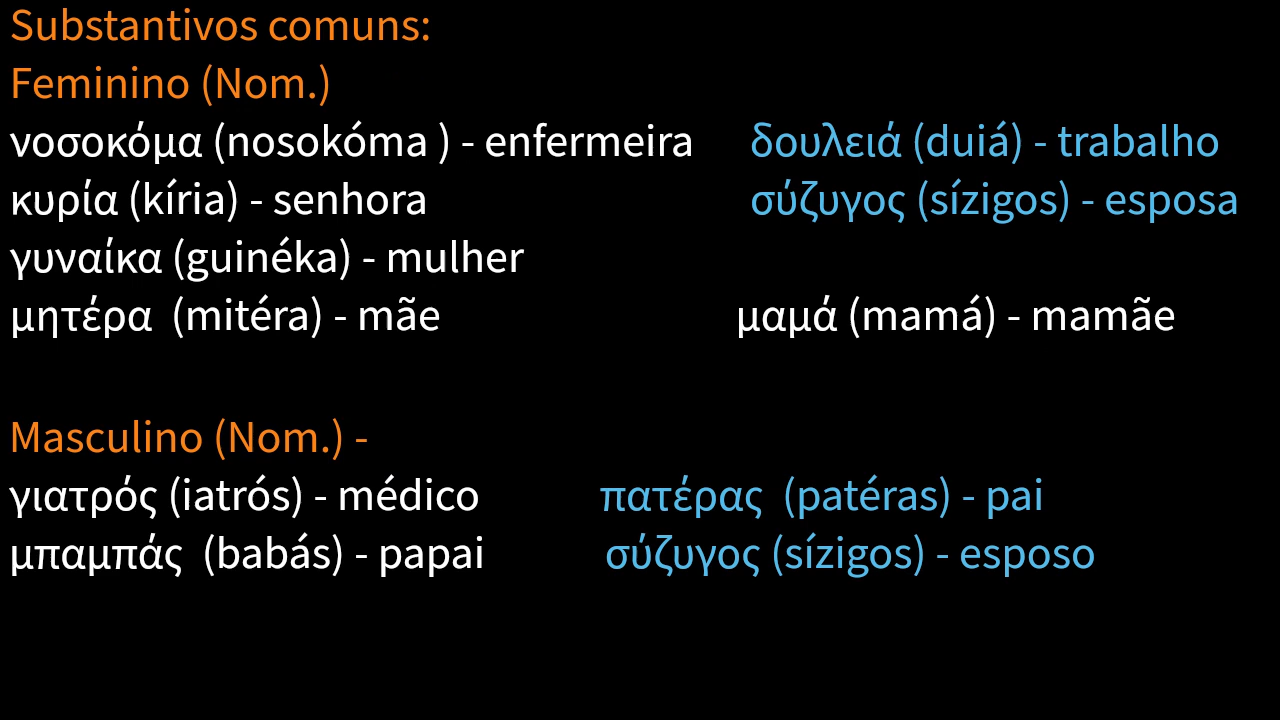 Substantivos comuns:
Feminino (Nom.)
νοσοκόμα (nosokóma ) - enfermeira δουλειά (duiá) - trabalho
κυρία (kíria) - senhora σύζυγος (sízigos) - esposa
γυναίκα (guinéka) - mulher
μητέρα (mitéra) - mãe μαμά (mamá) - mamãe
Masculino (Nom.) -
γιατρός (iatrós) - médico πατέρας (patéras) - pai
μπαμπάς (babás) - papai σύζυγος (sízigos) - esposo